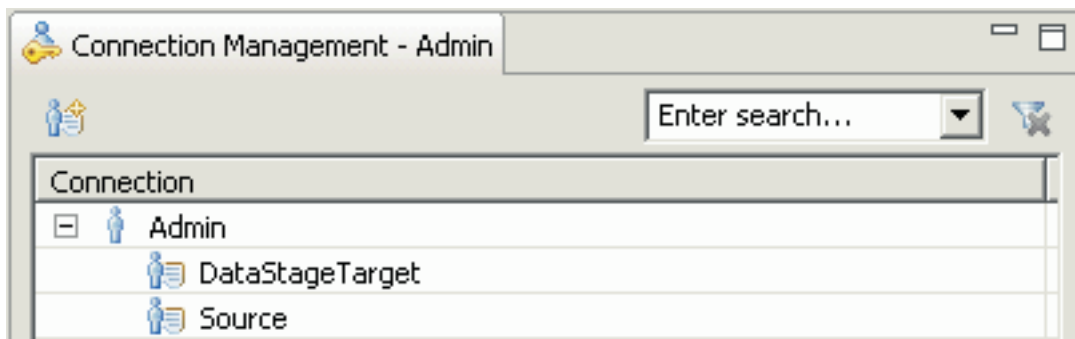 Connection Management - Admin
Enter search...
Connection
Admin
DataStageTarget
Source